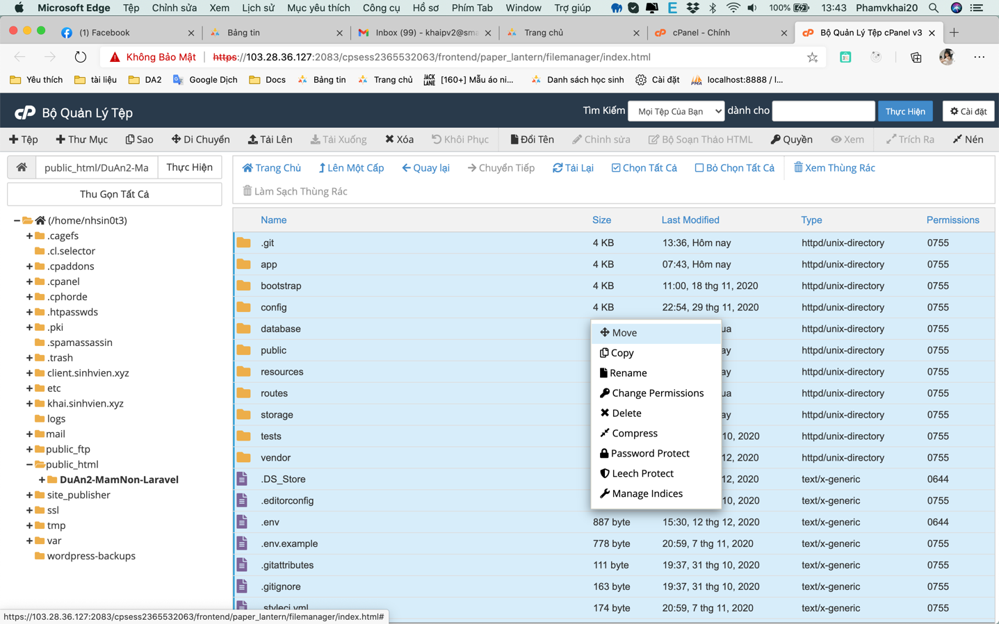 Microsoft Edge Tệp Chỉnh sửa Xem Lịch sử Mục yêu thích Công cụ Hồ sơ Phím Tab Window Trợ giúp 100% 13:43 Phamvkhai20
(1) Facebook Bảng tin Inbox (99) - khaipv2@sma Trang chủ cPanel - Chính Bộ Quản Lý Tệp cPanel v3
Không Bảo Mật https://103.28.36.127:2083/cpsess2365532063/frontend/paper_lantern/filemanager/index.html
Yêu thích tài liệu DA2 Google Dịch Docs Bảng tin Trang chủ JACK LANE [160+] Mẫu áo ni... Danh sách học sinh Cài đặt PMA localhost:8888 / l...
cP Bộ Quản Lý Tệp Tìm Kiếm Mọi Tệp Của Bạn dành cho Thực Hiện Cài đặt
Tệp Thư Mục Sao Di Chuyển Tải Lên Tải Xuống Xóa Khôi Phục Đổi Tên Chỉnh sửa Bộ Soạn Thảo HTML Quyền Xem Trích Ra Nén
public_html/DuAn2-Ma Thực Hiện
Thu Gọn Tất Cả
(/home/nhsin0t3)
.cagefs
.cl.selector
.cpaddons
.cpanel
.cphorde
.htpasswds
.pki
.spamassassin
.trash
client.sinhvien.xyz
etc
khai.sinhvien.xyz
logs
mail
public_ftp
public_html
DuAn2-MamNon-Laravel
site_publisher
ssl
tmp
var
wordpress-backups
Trang Chủ Lên Một Cấp Quay lại Chuyển Tiếp Tải Lại Chọn Tất Cả Bỏ Chọn Tất Cả Xem Thùng Rác
Làm Sạch Thùng Rác
Name Size Last Modified Type Permissions
.git 4 KB 13:36, Hôm nay httpd/unix-directory 0755
app 4 KB 07:43, Hôm nay httpd/unix-directory 0755
bootstrap 4 KB 11:00, 18 thg 11, 2020 httpd/unix-directory 0755
config 4 KB 22:54, 29 thg 11, 2020 httpd/unix-directory 0755
database ua httpd/unix-directory 0755
public ay httpd/unix-directory 0755
resources ay httpd/unix-directory 0755
routes ua httpd/unix-directory 0755
storage ay httpd/unix-directory 0755
tests 10, 2020 httpd/unix-directory 0755
vendor 12, 2020 httpd/unix-directory 0755
.DS_Store 12, 2020 text/x-generic 0644
.editorconfig 10, 2020 text/x-generic 0755
.env 887 byte 15:30, 12 thg 12, 2020 text/x-generic 0644
.env.example 778 byte 20:59, 7 thg 11, 2020 text/x-generic 0755
.gitattributes 111 byte 19:37, 31 thg 10, 2020 text/x-generic 0755
.gitignore 163 byte 19:37, 31 thg 10, 2020 text/x-generic 0755
.styleci.yml 174 byte 20:59, 7 thg 11, 2020 text/x-generic 0755
Move
Copy
Rename
Change Permissions
Delete
Compress
Password Protect
Leech Protect
Manage Indices
https://103.28.36.127:2083/cpsess2365532063/frontend/paper_lantern/filemanager/index.html#